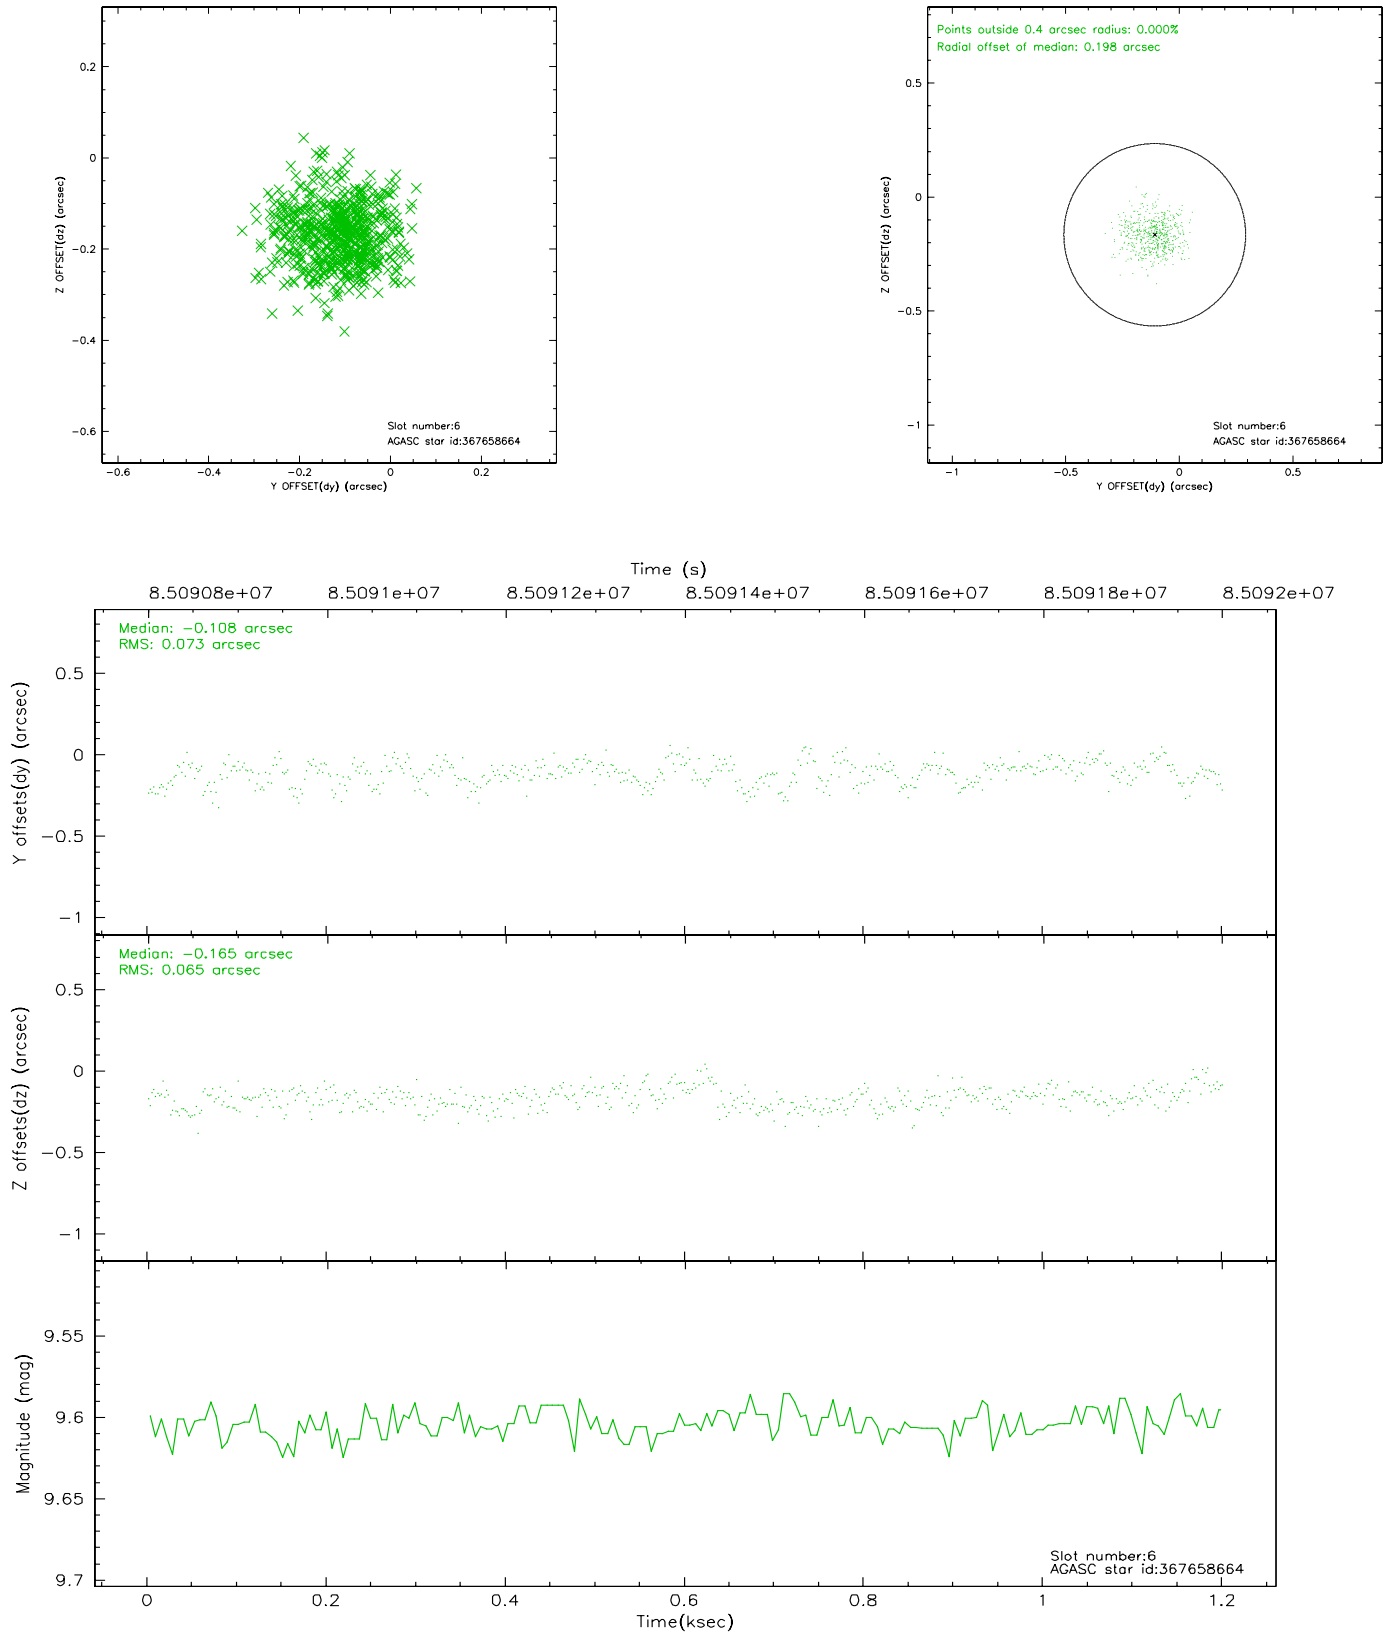 0.2
0
−0.2
−0.4
−0.6
Z OFFSET(dz) (arcsec)
Slot number:6
AGASC star id:367658664
−0.6 −0.4 −0.2 0 0.2
Y OFFSET(dy) (arcsec)
Points outside 0.4 arcsec radius: 0.000%
Radial offset of median: 0.198 arcsec
0.5
0
−0.5
−1
Z OFFSET(dz) (arcsec)
Slot number:6
AGASC star id:367658664
−1 −0.5 0 0.5
Y OFFSET(dy) (arcsec)
Time (s)
8.50908e+07 8.5091e+07 8.50912e+07 8.50914e+07 8.50916e+07 8.50918e+07 8.5092e+07
Median: −0.108 arcsec
RMS: 0.073 arcsec
0.5
0
−0.5
−1
Y offsets(dy) (arcsec)
Median: −0.165 arcsec
RMS: 0.065 arcsec
0.5
0
−0.5
−1
Z offsets(dz) (arcsec)
9.55
9.6
9.65
9.7
Magnitude (mag)
Slot number:6
AGASC star id:367658664
0 0.2 0.4 0.6 0.8 1 1.2
Time(ksec)